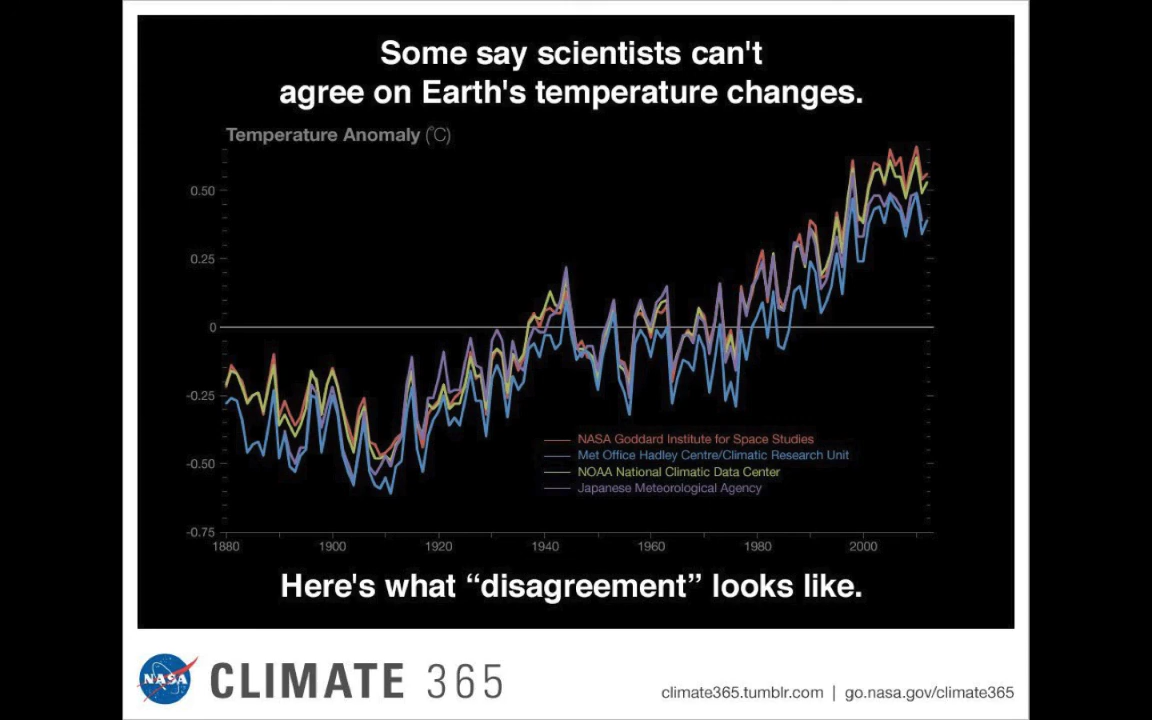 Some say scientists can't
agree on Earth's temperature changes.
Temperature Anomaly (°C)
0.50
0.25
0
-0.25
-0.50
-0.75
1880 1900 1920 1940 1960 1980 2000
NASA Goddard Institute for Space Studies
Met Office Hadley Centre/Climatic Research Unit
NOAA National Climatic Data Center
Japanese Meteorological Agency
Here's what “disagreement” looks like.
NASA CLIMATE 365
climate365.tumblr.com | go.nasa.gov/climate365